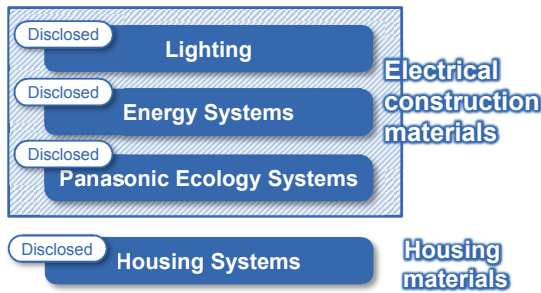 Disclosed
Lighting
Disclosed
Energy Systems
Disclosed
Panasonic Ecology Systems
Electrical
construction
materials
Disclosed
Housing Systems
Housing
materials